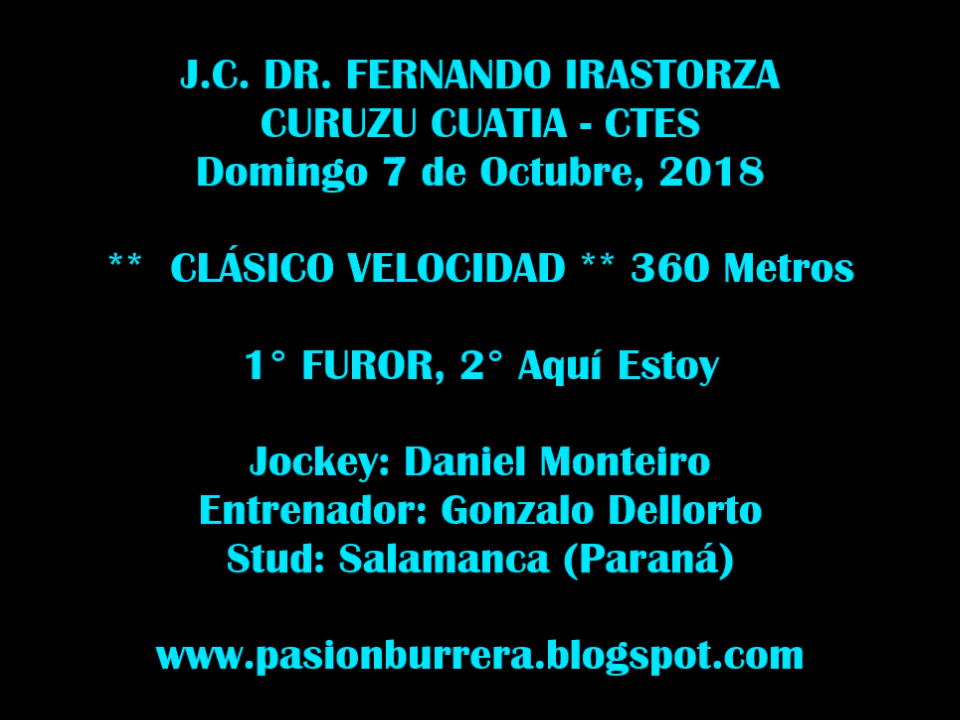 J.C. DR. FERNANDO IRASTORZA
CURUZU CUATIA - CTES
Domingo 7 de Octubre, 2018
** CLÁSICO VELOCIDAD ** 360 Metros
1° FUROR, 2° Aquí Estoy
Jockey: Daniel Monteiro
Entrenador: Gonzalo Dellorto
Stud: Salamanca (Paraná)
www.pasionburrera.blogspot.com